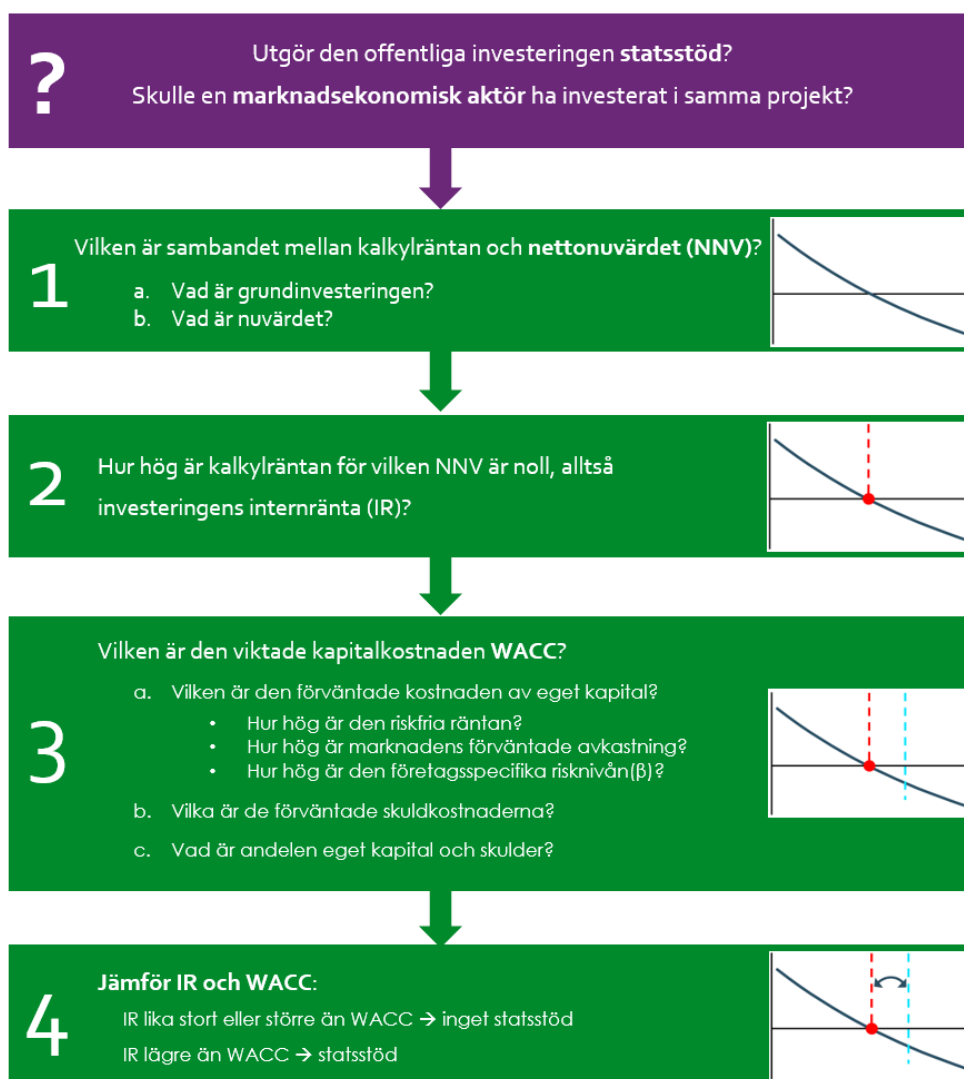 ?
Utgör den offentliga investeringen statsstöd?
Skulle en marknadsekonomisk aktör ha investerat i samma projekt?
1
Vilken är sambandet mellan kalkylräntan och nettonuvärdet (NNV)?
a. Vad är grundinvesteringen?
b. Vad är nuvärdet?
2
Hur hög är kalkylräntan för vilken NNV är noll, alltså
investeringens internränta (IR)?
3
Vilken är den viktade kapitalkostnaden WACC?
a. Vilken är den förväntade kostnaden av eget kapital?
• Hur hög är den riskfria räntan?
• Hur hög är marknadens förväntade avkastning?
• Hur hög är den företagsspecifika risknivån(β)?
b. Vilka är de förväntade skuldkostnaderna?
c. Vad är andelen eget kapital och skulder?
4
Jämför IR och WACC:
IR lika stort eller större än WACC → inget statsstöd
IR lägre än WACC → statsstöd